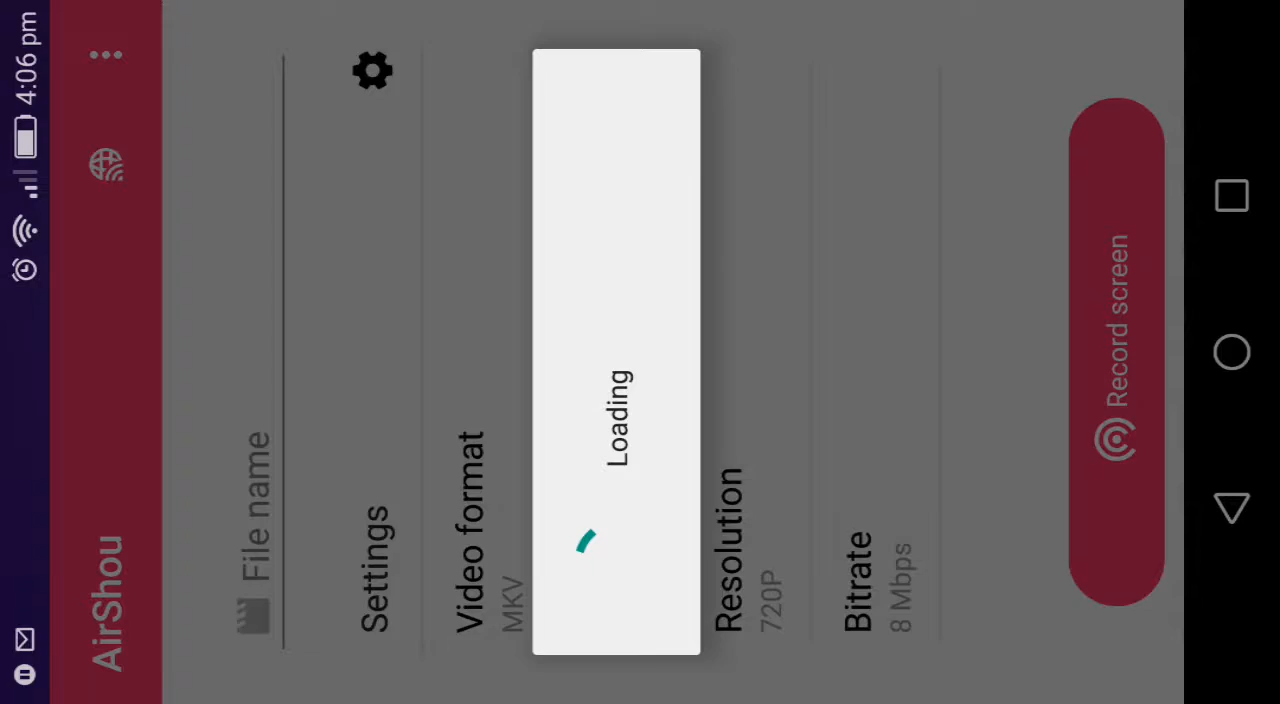 4:06 pm
AirShou
File name
Settings
Video format
MKV
Loading
Resolution
720P
Bitrate
8 Mbps
Record screen